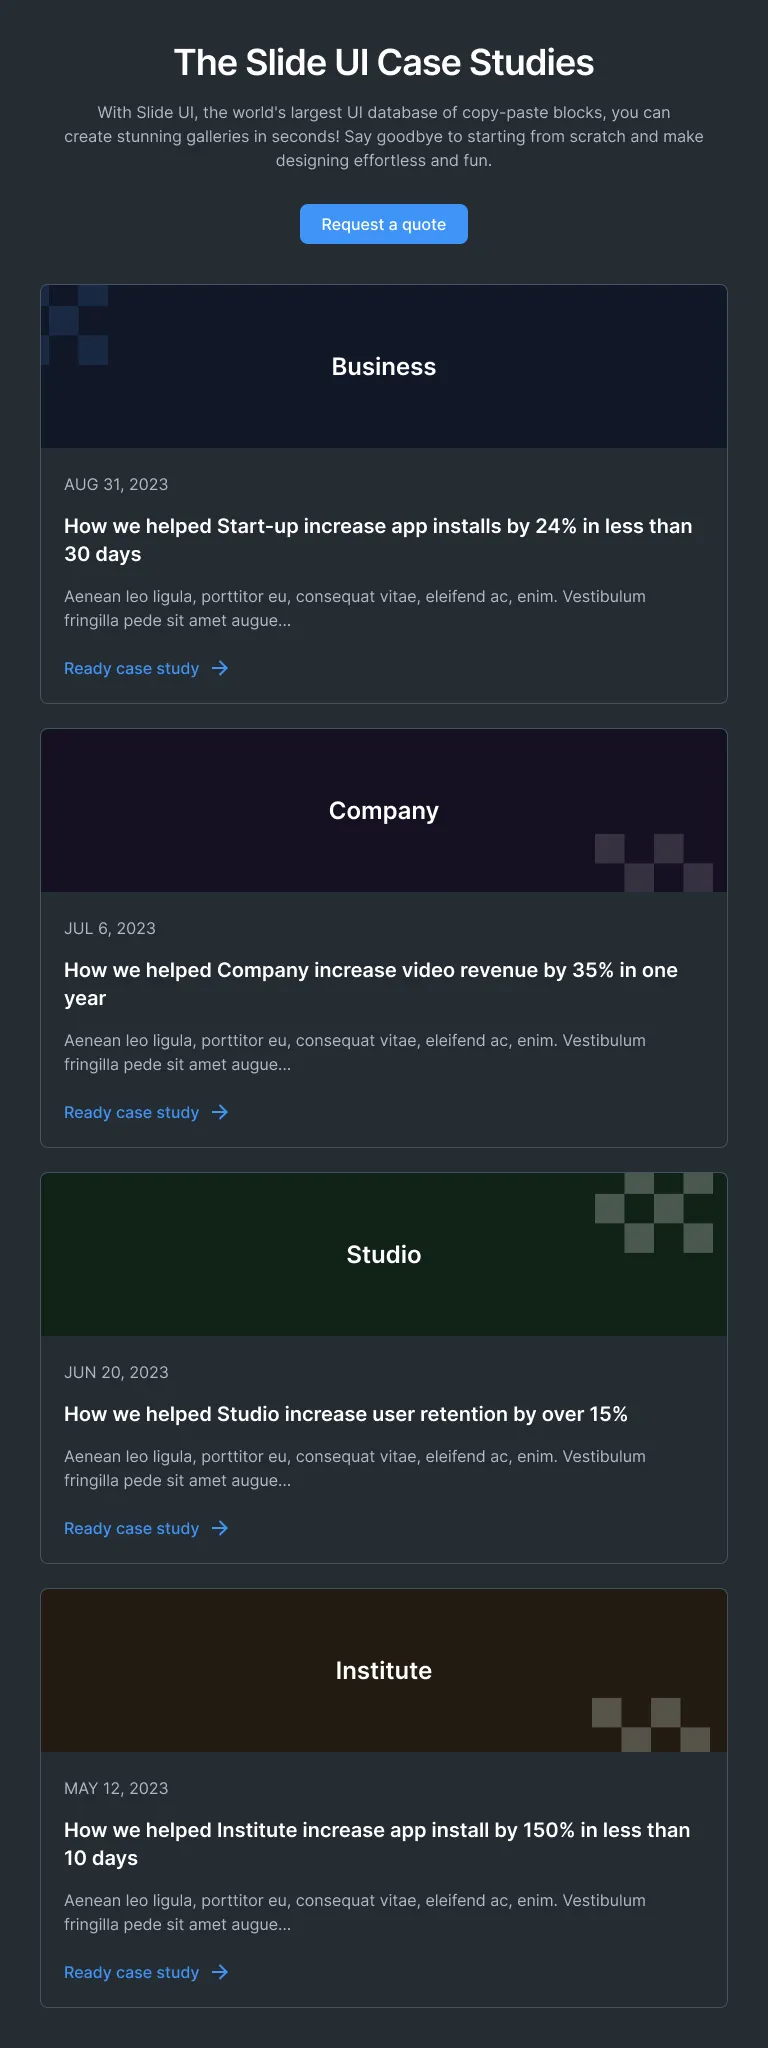 The Slide UI Case Studies
With Slide UI, the world's largest UI database of copy-paste blocks, you can
create stunning galleries in seconds! Say goodbye to starting from scratch and make
designing effortless and fun.
Request a quote
Business
AUG 31, 2023
How we helped Start-up increase app installs by 24% in less than
30 days
Aenean leo ligula, porttitor eu, consequat vitae, eleifend ac, enim. Vestibulum
fringilla pede sit amet augue...
Ready case study
Company
JUL 6, 2023
How we helped Company increase video revenue by 35% in one
year
Aenean leo ligula, porttitor eu, consequat vitae, eleifend ac, enim. Vestibulum
fringilla pede sit amet augue...
Ready case study
Studio
JUN 20, 2023
How we helped Studio increase user retention by over 15%
Aenean leo ligula, porttitor eu, consequat vitae, eleifend ac, enim. Vestibulum
fringilla pede sit amet augue...
Ready case study
Institute
MAY 12, 2023
How we helped Institute increase app install by 150% in less than
10 days
Aenean leo ligula, porttitor eu, consequat vitae, eleifend ac, enim. Vestibulum
fringilla pede sit amet augue...
Ready case study